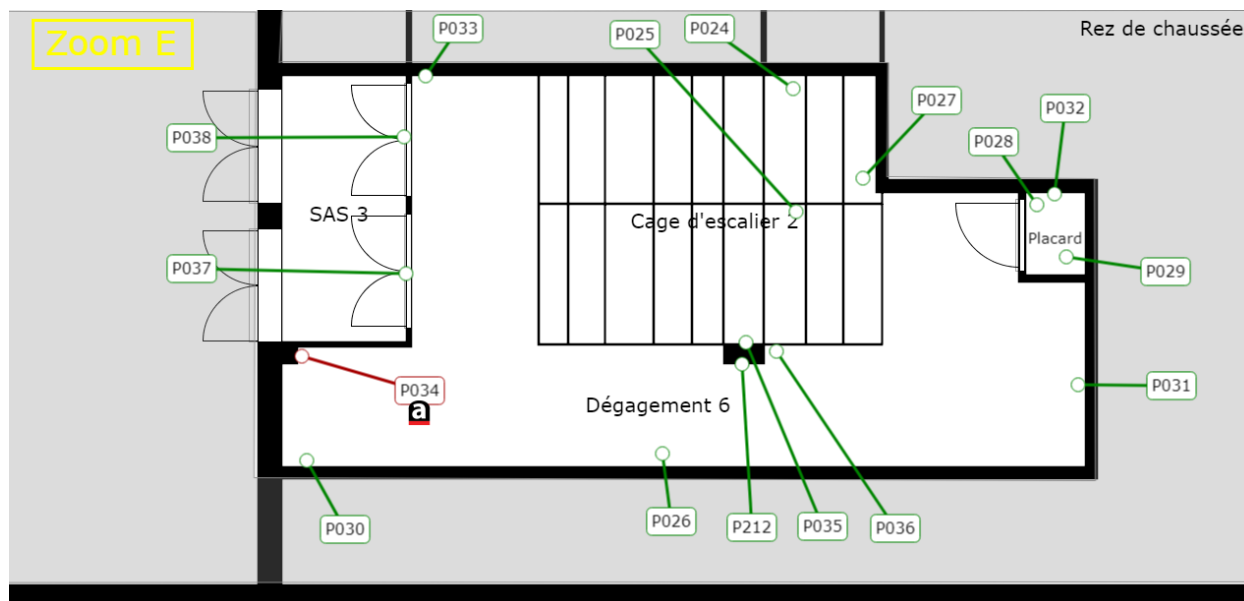 Zoom E
Rez de chaussée
P033
P025
P024
P027
P032
P028
P038
SAS 3
Cage d'escalier 2
Placard
P037
P029
P034
a
P031
Dégagement 6
P030
P026
P212
P035
P036